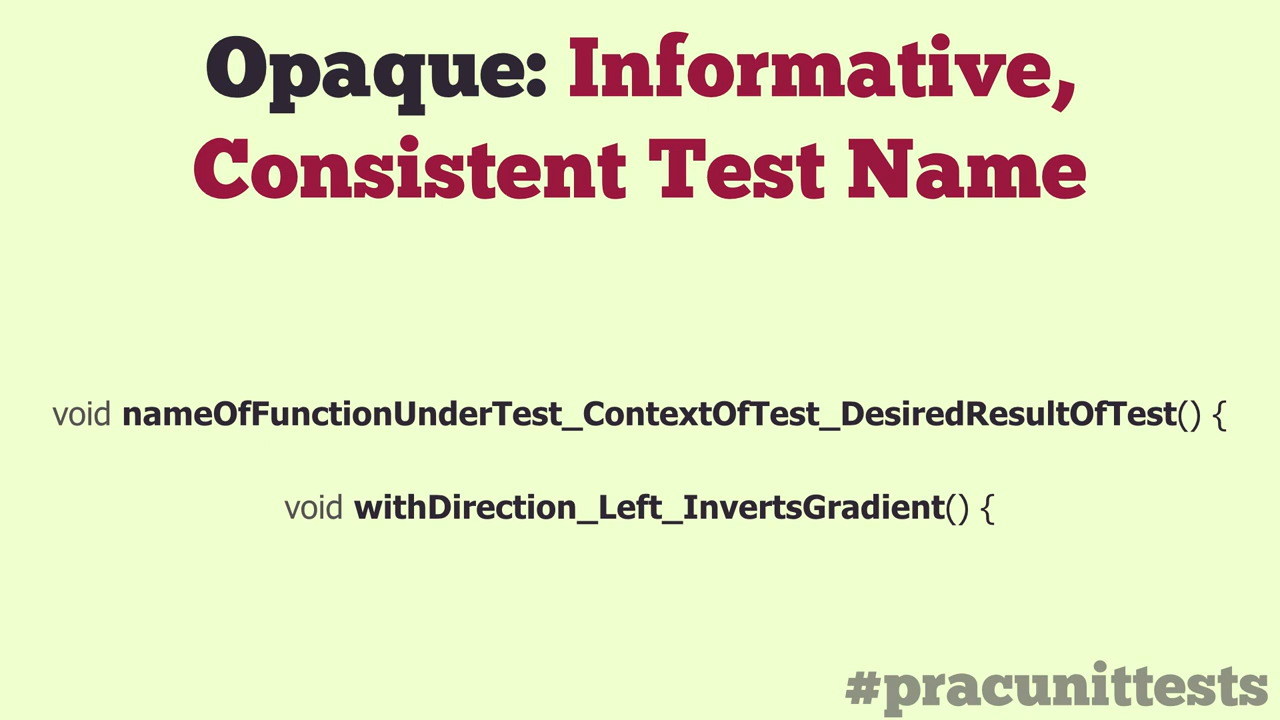 Opaque: Informative,
Consistent Test Name
void nameOfFunctionUnderTest_ContextOfTest_DesiredResultOfTest() {
void withDirection_Left_InvertsGradient() {
#pracunittests